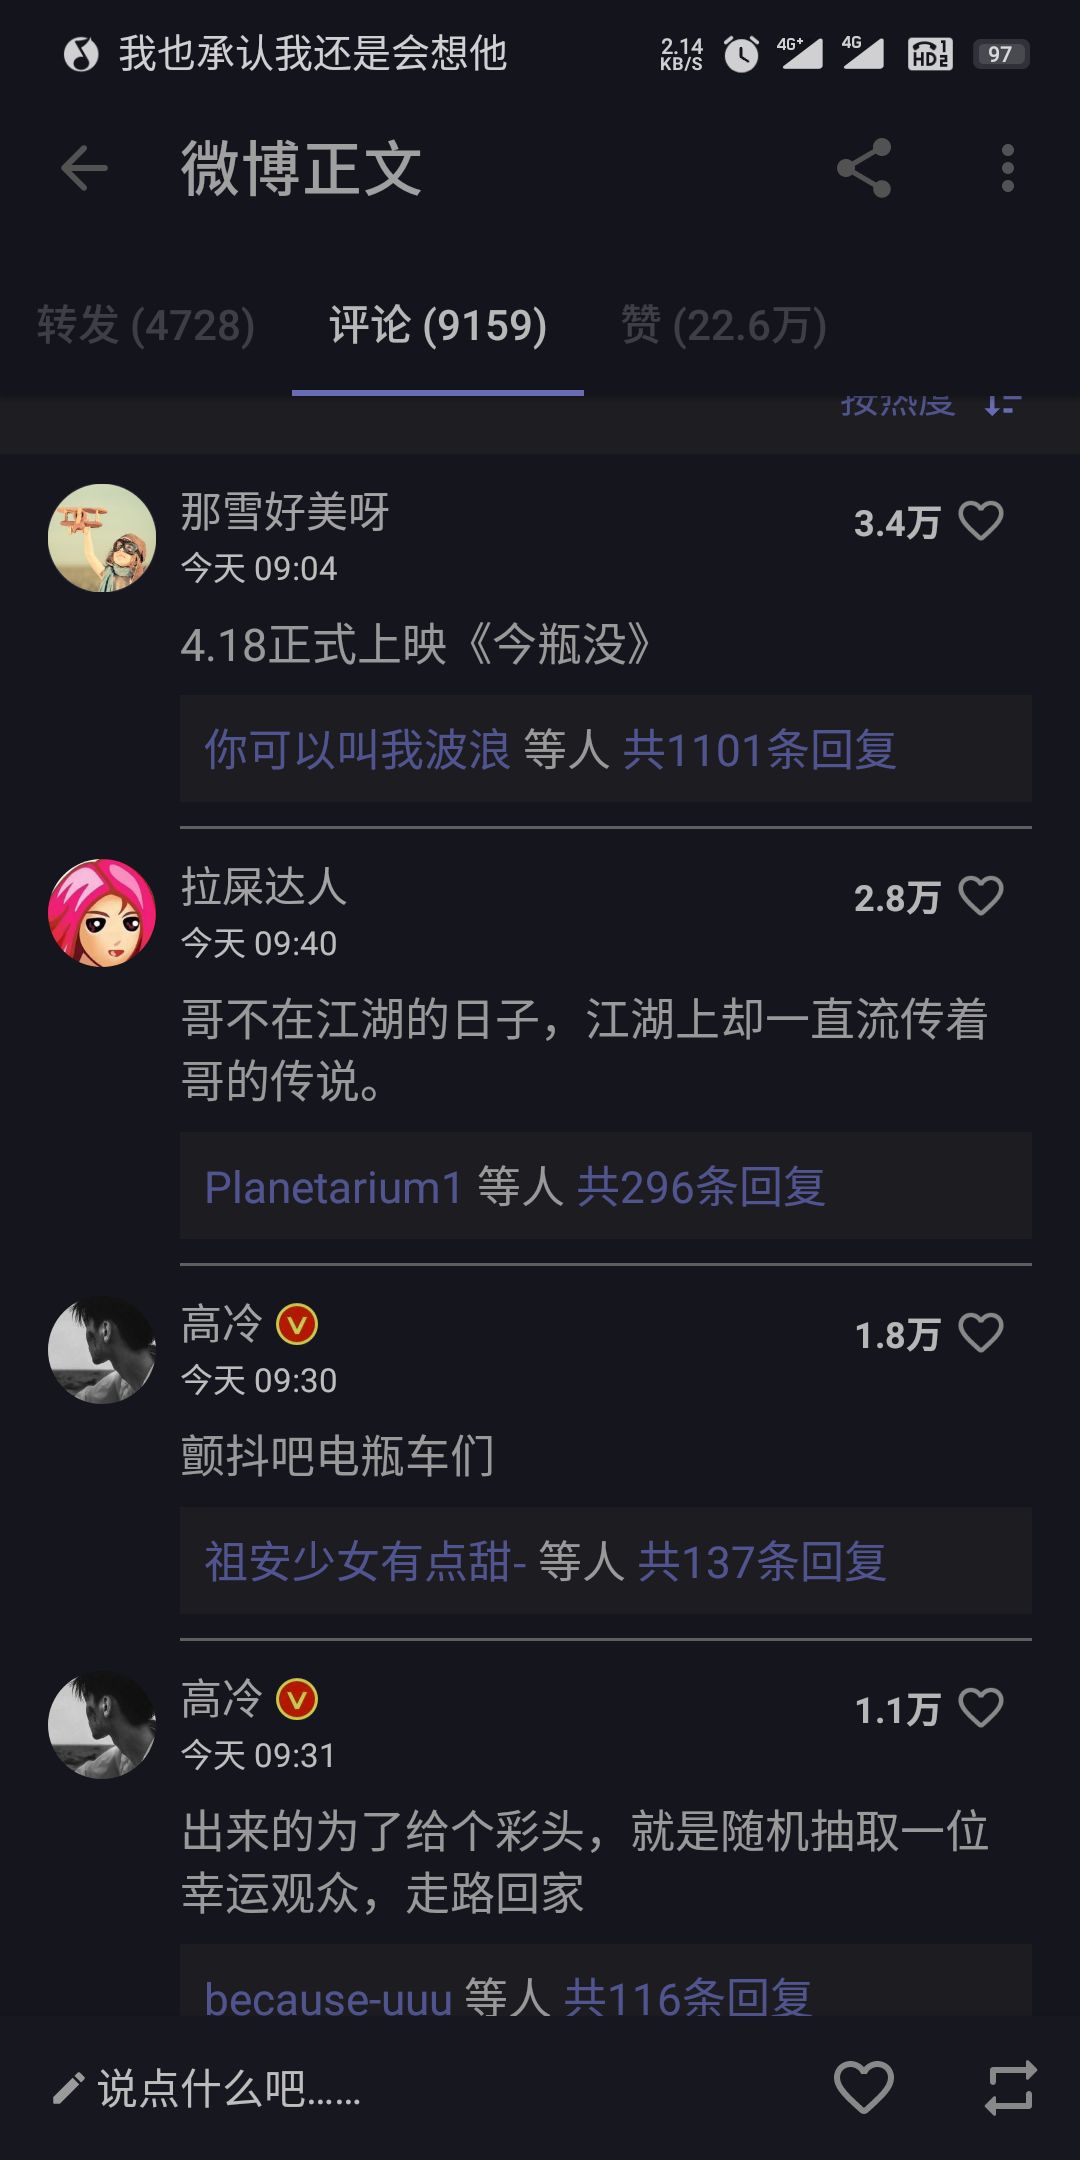 我也承认我还是会想他
2.14
KB/S
4G+
4G
HD 1 2
97
微博正文
转发 (4728)
评论 (9159)
赞 (22.6万)
按热度
那雪好美呀
3.4万
今天 09:04
4.18正式上映《今瓶没》
你可以叫我波浪 等人 共1101条回复
拉屎达人
2.8万
今天 09:40
哥不在江湖的日子，江湖上却一直流传着
哥的传说。
Planetarium1 等人 共296条回复
高冷
1.8万
今天 09:30
颤抖吧电瓶车们
祖安少女有点甜- 等人 共137条回复
高冷
1.1万
今天 09:31
出来的为了给个彩头，就是随机抽取一位
幸运观众，走路回家
because-uuu 等人 共116条回复
说点什么吧......